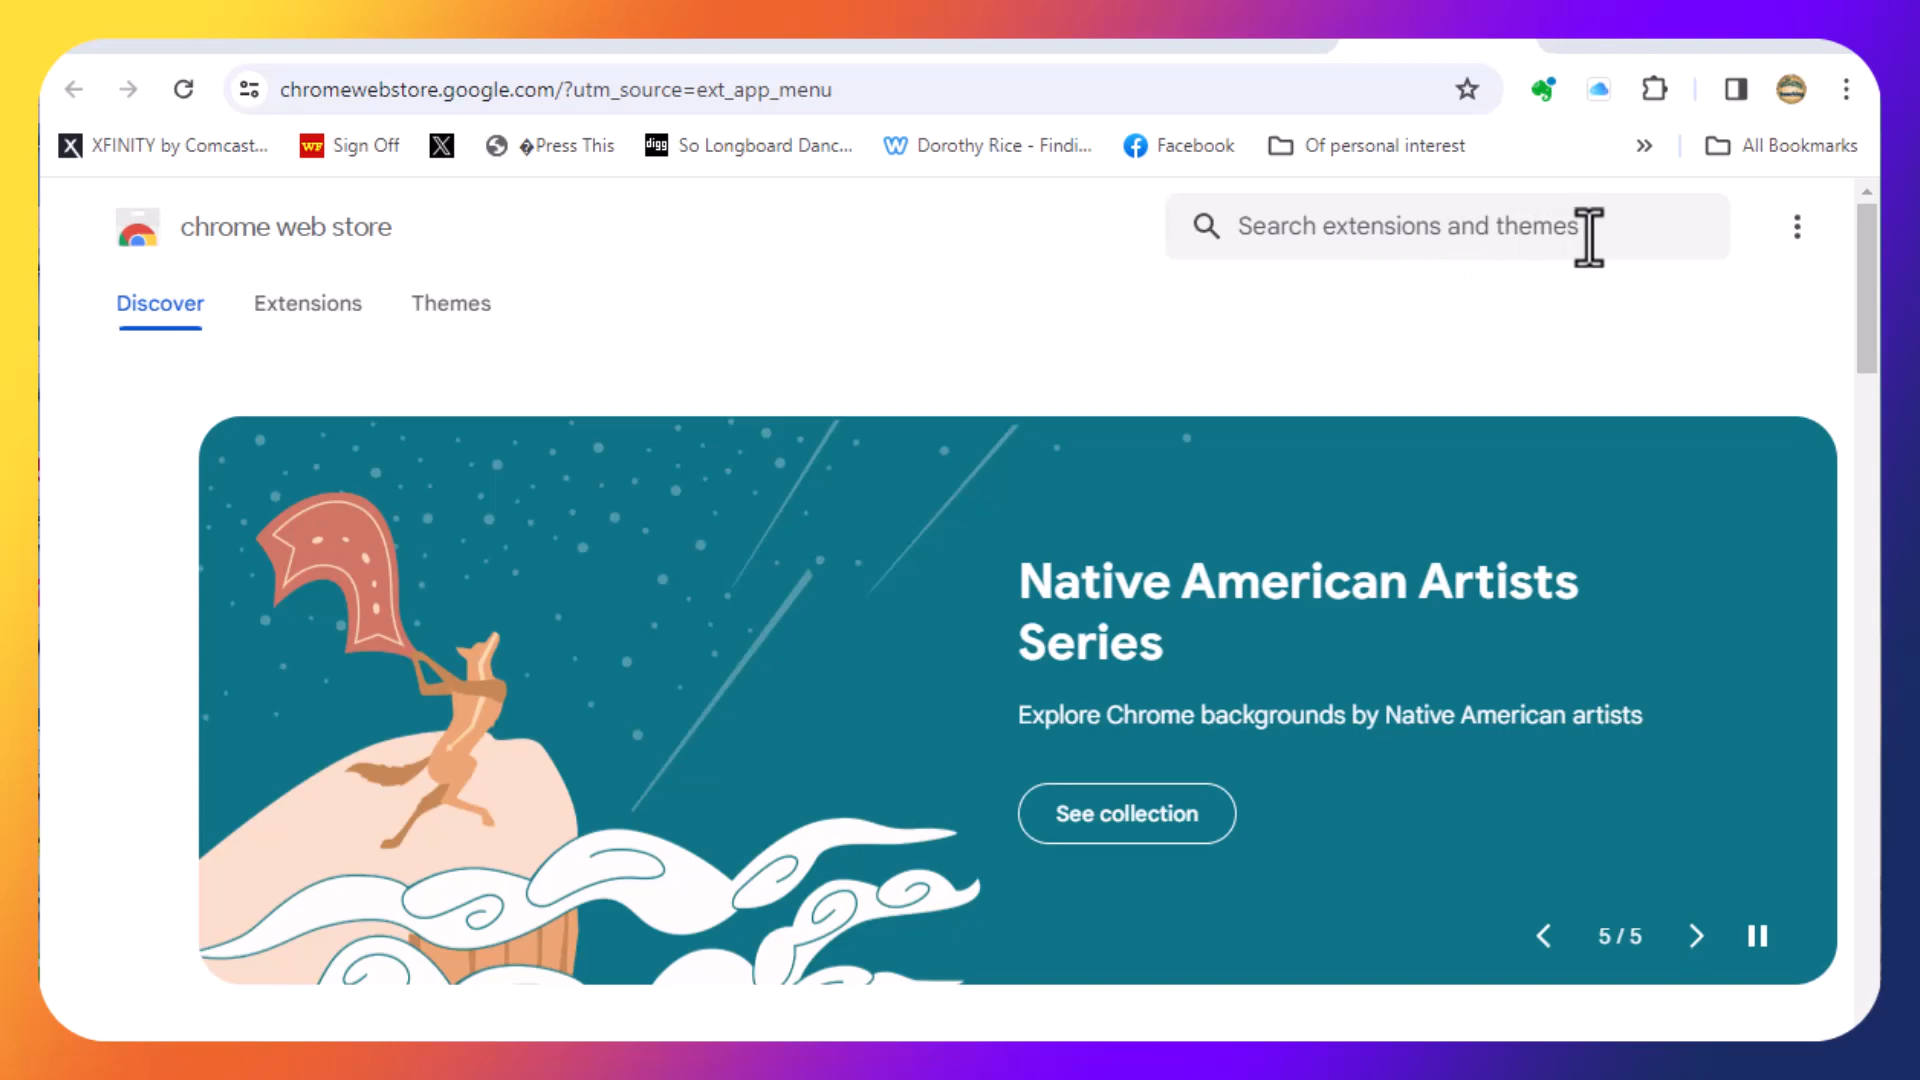 chromewebstore.google.com/?utm_source=ext_app_menu
XFINITY by Comcast... WF Sign Off X �Press This digg So Longboard Danc... Dorothy Rice - Findi... Facebook Of personal interest » All Bookmarks
chrome web store
Search extensions and themes
Discover Extensions Themes
Native American Artists
Series
Explore Chrome backgrounds by Native American artists
See collection
5 / 5